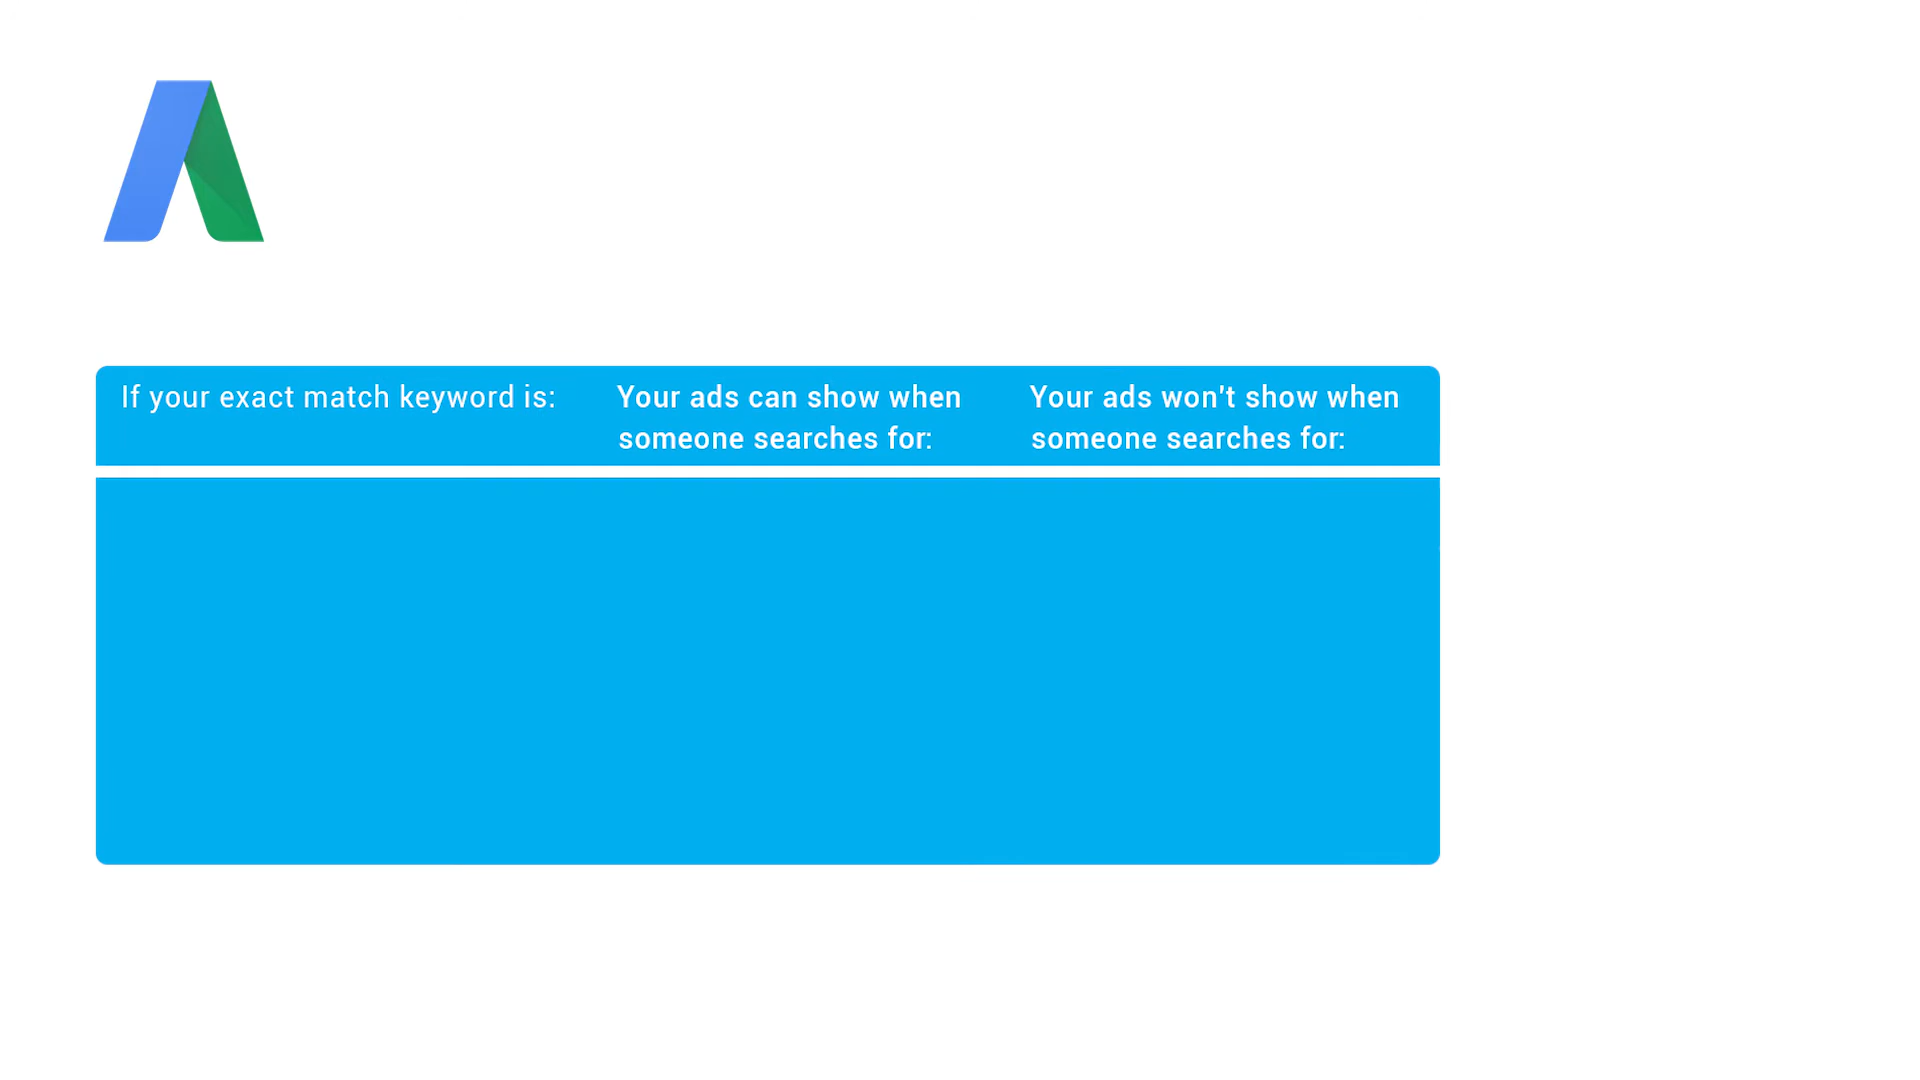 If your exact match keyword is:
Your ads can show when
someone searches for:
Your ads won't show when
someone searches for: